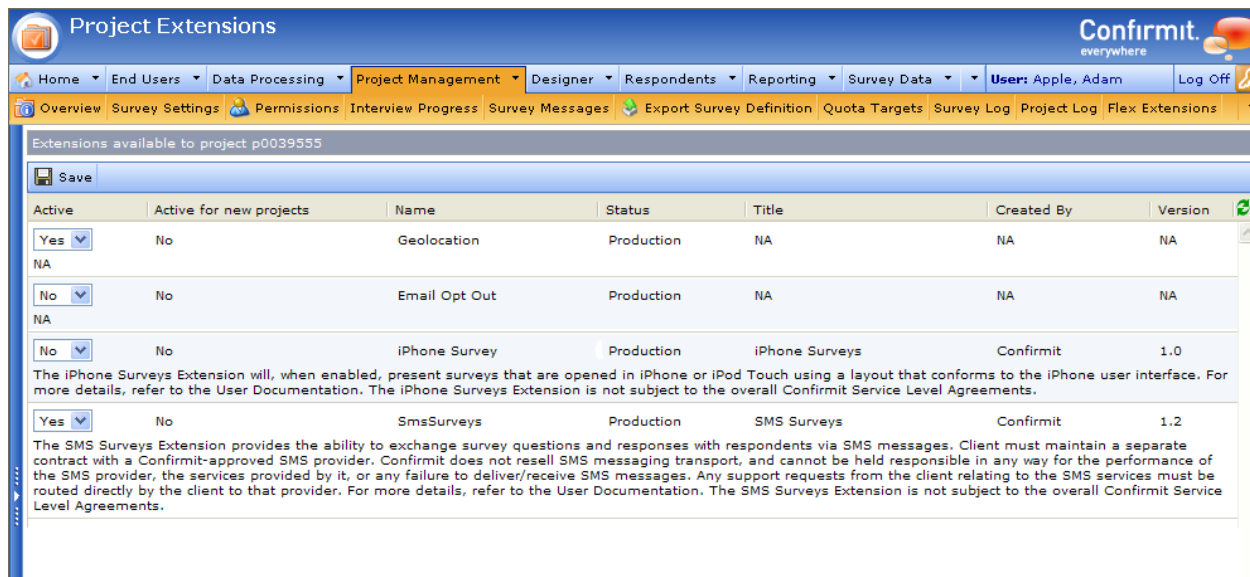 Project Extensions
Confirmit.
everywhere
Home End Users Data Processing Project Management Designer Respondents Reporting Survey Data User: Apple, Adam Log Off
Overview Survey Settings Permissions Interview Progress Survey Messages Export Survey Definition Quota Targets Survey Log Project Log Flex Extensions
Extensions available to project p0039555
Save
Active Active for new projects Name Status Title Created By Version
Yes No Geolocation Production NA NA NA
NA
No No Email Opt Out Production NA NA NA
NA
No No iPhone Survey Production iPhone Surveys Confirmit 1.0
The iPhone Surveys Extension will, when enabled, present surveys that are opened in iPhone or iPod Touch using a layout that conforms to the iPhone user interface. For
more details, refer to the User Documentation. The iPhone Surveys Extension is not subject to the overall Confirmit Service Level Agreements.
Yes No SmsSurveys Production SMS Surveys Confirmit 1.2
The SMS Surveys Extension provides the ability to exchange survey questions and responses with respondents via SMS messages. Client must maintain a separate
contract with a Confirmit-approved SMS provider. Confirmit does not resell SMS messaging transport, and cannot be held responsible in any way for the performance of
the SMS provider, the services provided by it, or any failure to deliver/receive SMS messages. Any support requests from the client relating to the SMS services must be
routed directly by the client to that provider. For more details, refer to the User Documentation. The SMS Surveys Extension is not subject to the overall Confirmit Service
Level Agreements.